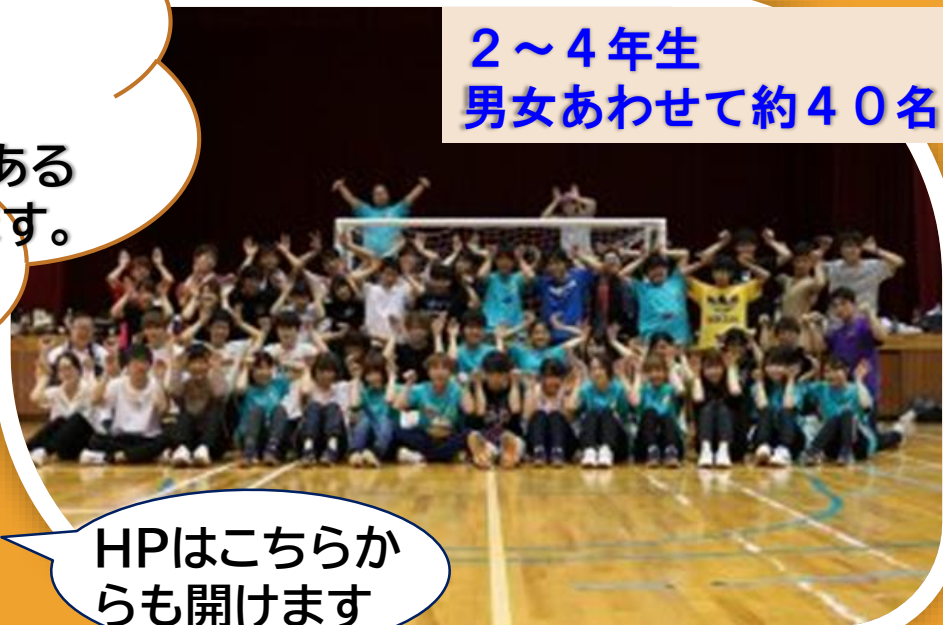 ２～４年生
男女あわせて約４０名
ある
す。
HPはこちらか
らも開けます